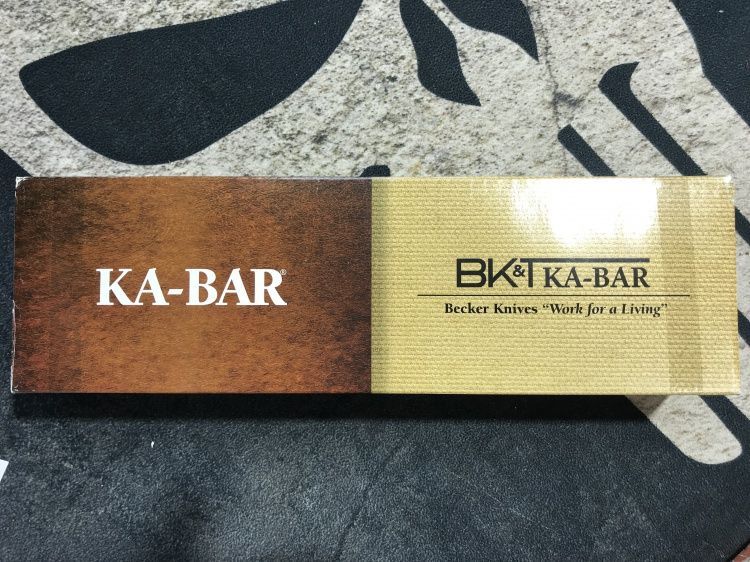 KA-BAR®
BK&T KA-BAR
Becker Knives "Work for a Living"